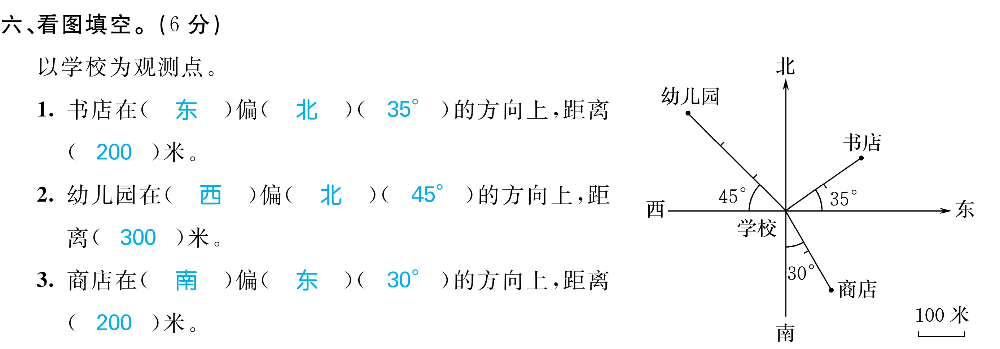 六、看图填空。(6 分)
以学校为观测点。
1. 书店在( 东 )偏( 北 )( 35° )的方向上,距离
( 200 )米。
2. 幼儿园在( 西 )偏( 北 )( 45° )的方向上,距
离( 300 )米。
3. 商店在( 南 )偏( 东 )( 30° )的方向上,距离
( 200 )米。
北
幼儿园
书店
45°
35°
西
东
学校
30°
商店
100 米
南